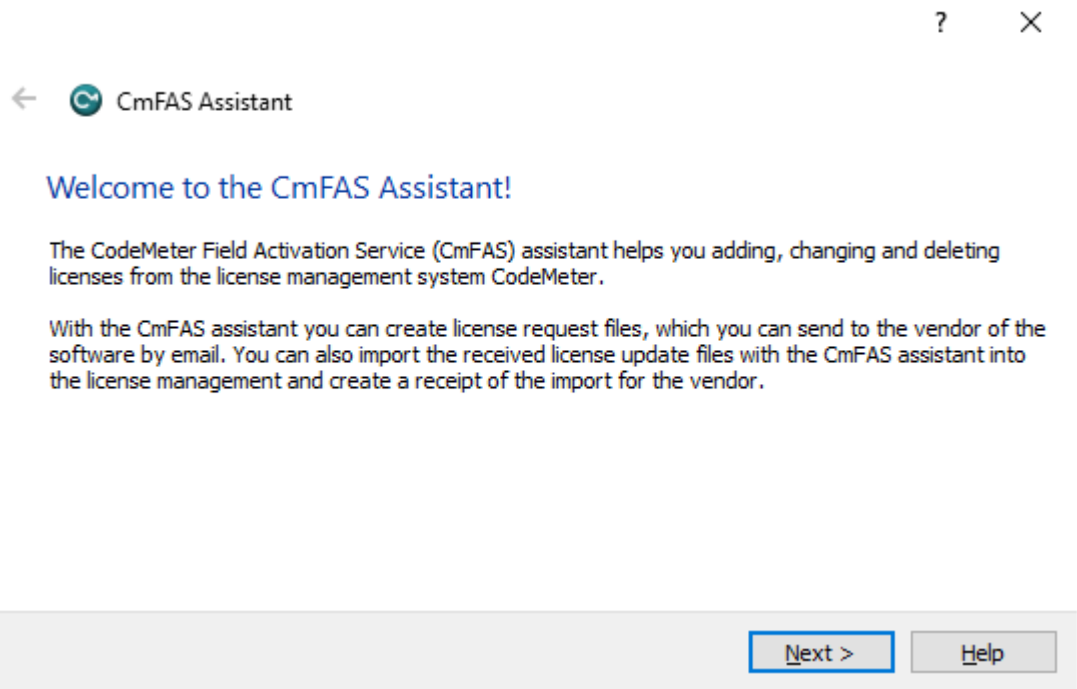 ?
CmFAS Assistant
Welcome to the CmFAS Assistant!
The CodeMeter Field Activation Service (CmFAS) assistant helps you adding, changing and deleting
licenses from the license management system CodeMeter.
With the CmFAS assistant you can create license request files, which you can send to the vendor of the
software by email. You can also import the received license update files with the CmFAS assistant into
the license management and create a receipt of the import for the vendor.
Next >
Help